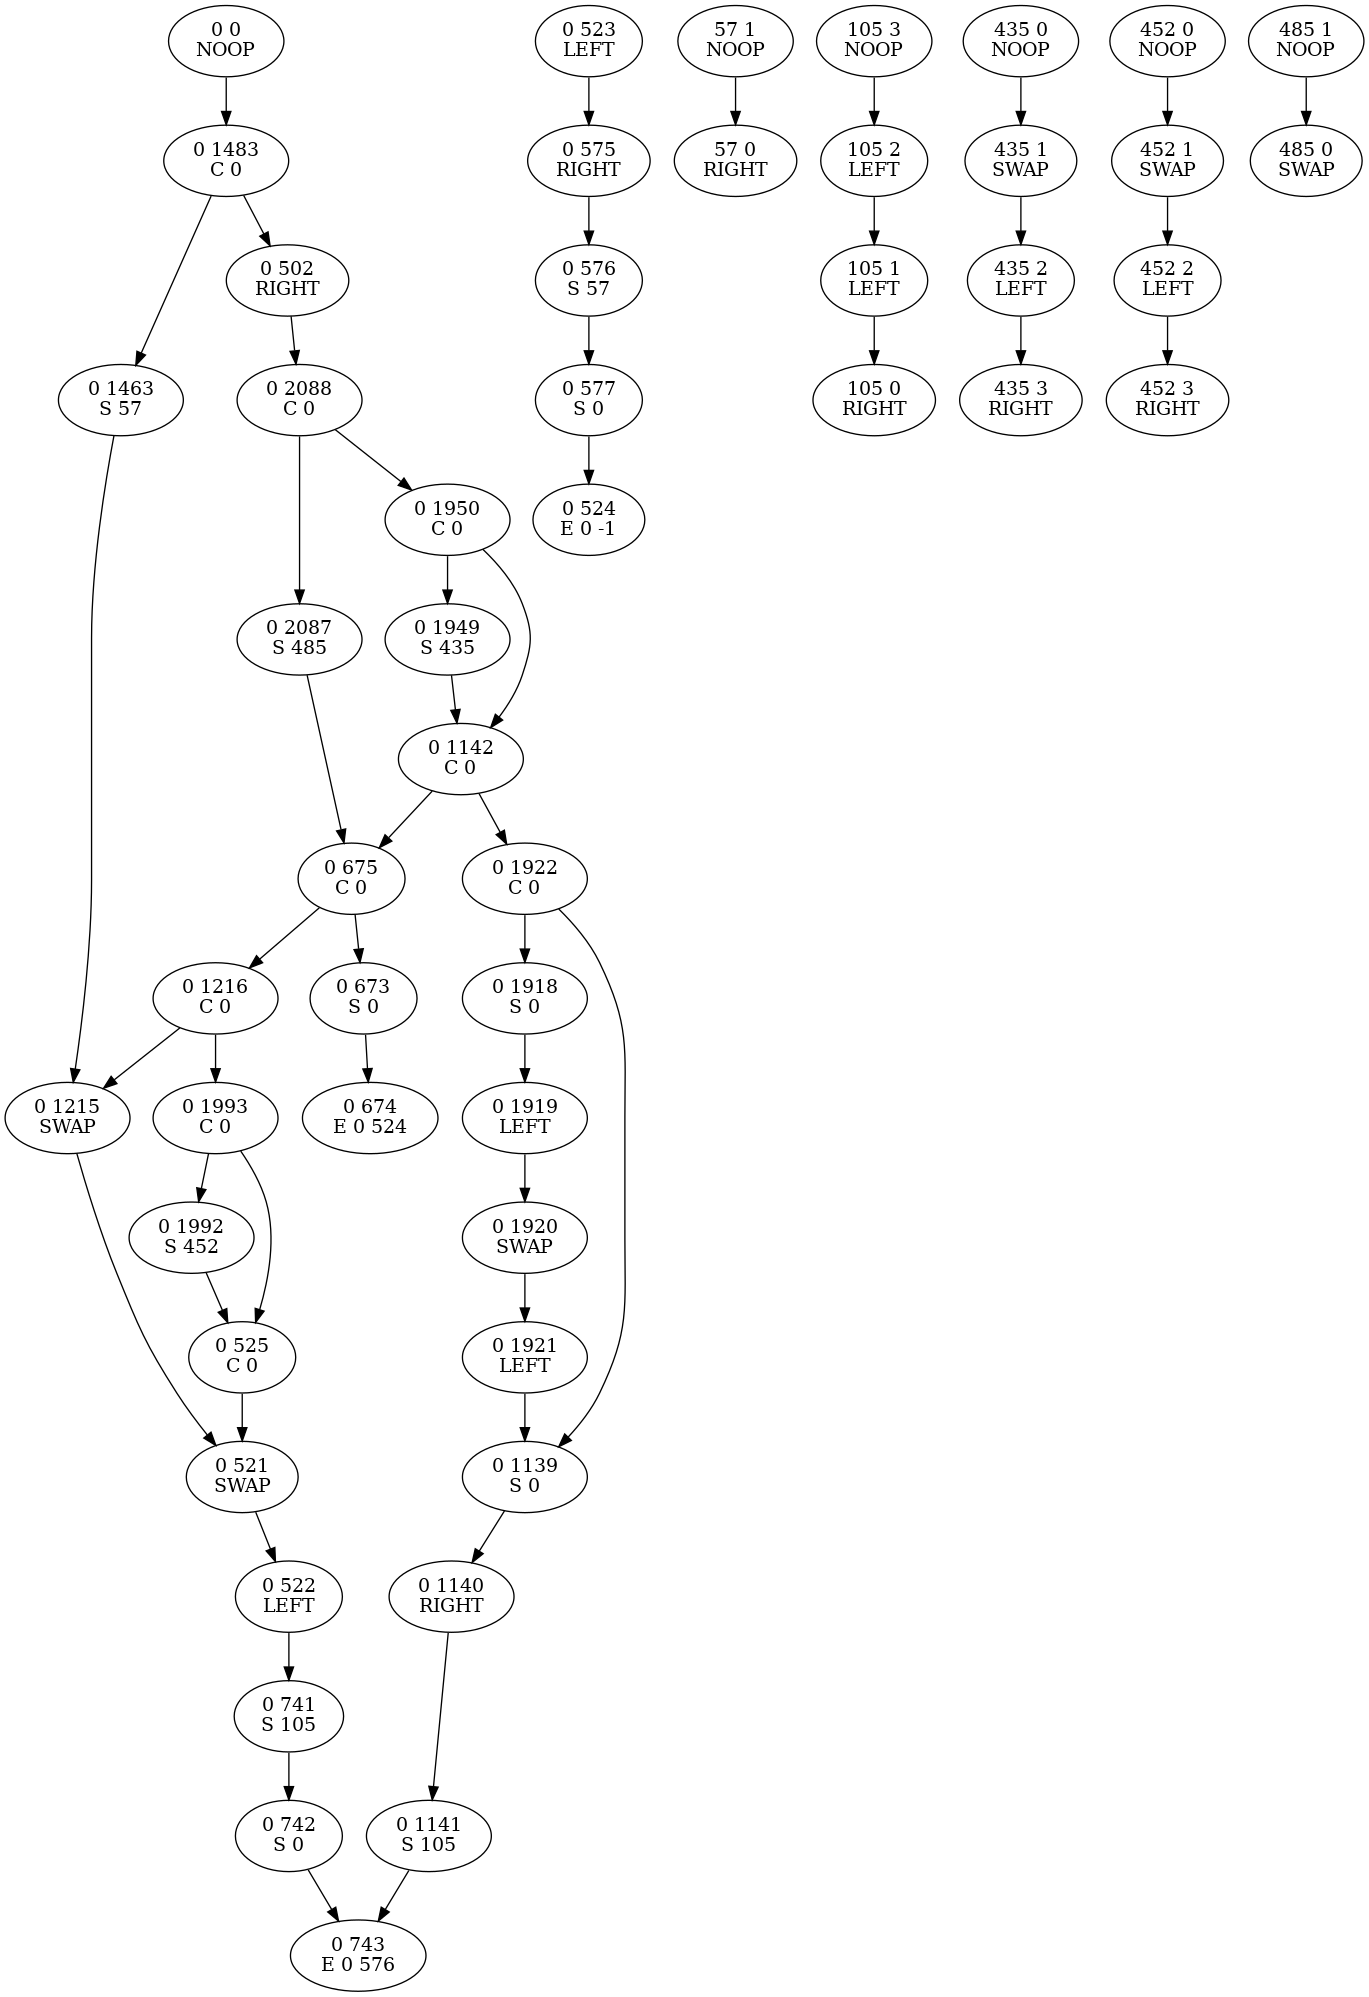 0 0
NOOP
0 523
LEFT
57 1
NOOP
105 3
NOOP
435 0
NOOP
452 0
NOOP
485 1
NOOP
0 1483
C 0
0 575
RIGHT
57 0
RIGHT
105 2
LEFT
435 1
SWAP
452 1
SWAP
485 0
SWAP
0 502
RIGHT
0 576
S 57
105 1
LEFT
435 2
LEFT
452 2
LEFT
0 1463
S 57
0 2088
C 0
0 577
S 0
105 0
RIGHT
435 3
RIGHT
452 3
RIGHT
0 1950
C 0
0 524
E 0 -1
0 2087
S 485
0 1949
S 435
0 1142
C 0
0 675
C 0
0 1922
C 0
0 1216
C 0
0 673
S 0
0 1918
S 0
0 1215
SWAP
0 1993
C 0
0 674
E 0 524
0 1919
LEFT
0 1992
S 452
0 1920
SWAP
0 525
C 0
0 1921
LEFT
0 521
SWAP
0 1139
S 0
0 522
LEFT
0 1140
RIGHT
0 741
S 105
0 742
S 0
0 1141
S 105
0 743
E 0 576